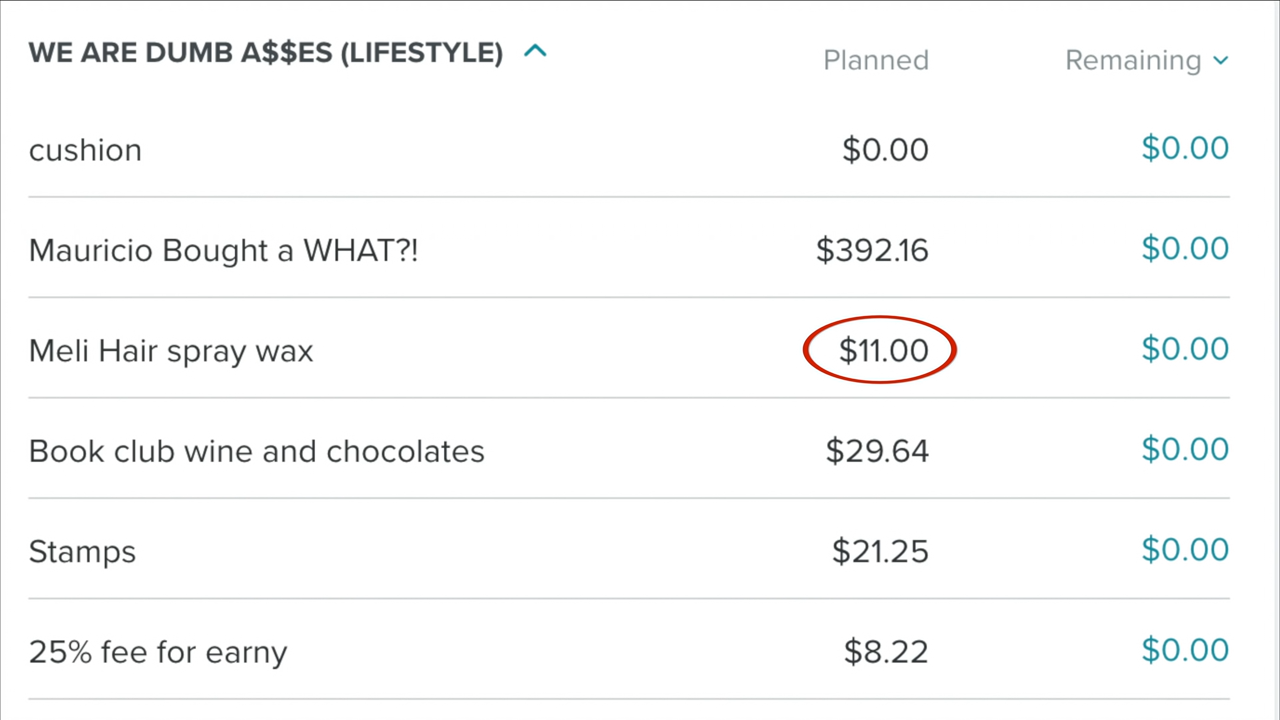 WE ARE DUMB A$$ES (LIFESTYLE) Planned Remaining
cushion $0.00 $0.00
Mauricio Bought a WHAT?! $392.16 $0.00
Meli Hair spray wax $11.00 $0.00
Book club wine and chocolates $29.64 $0.00
Stamps $21.25 $0.00
25% fee for earny $8.22 $0.00